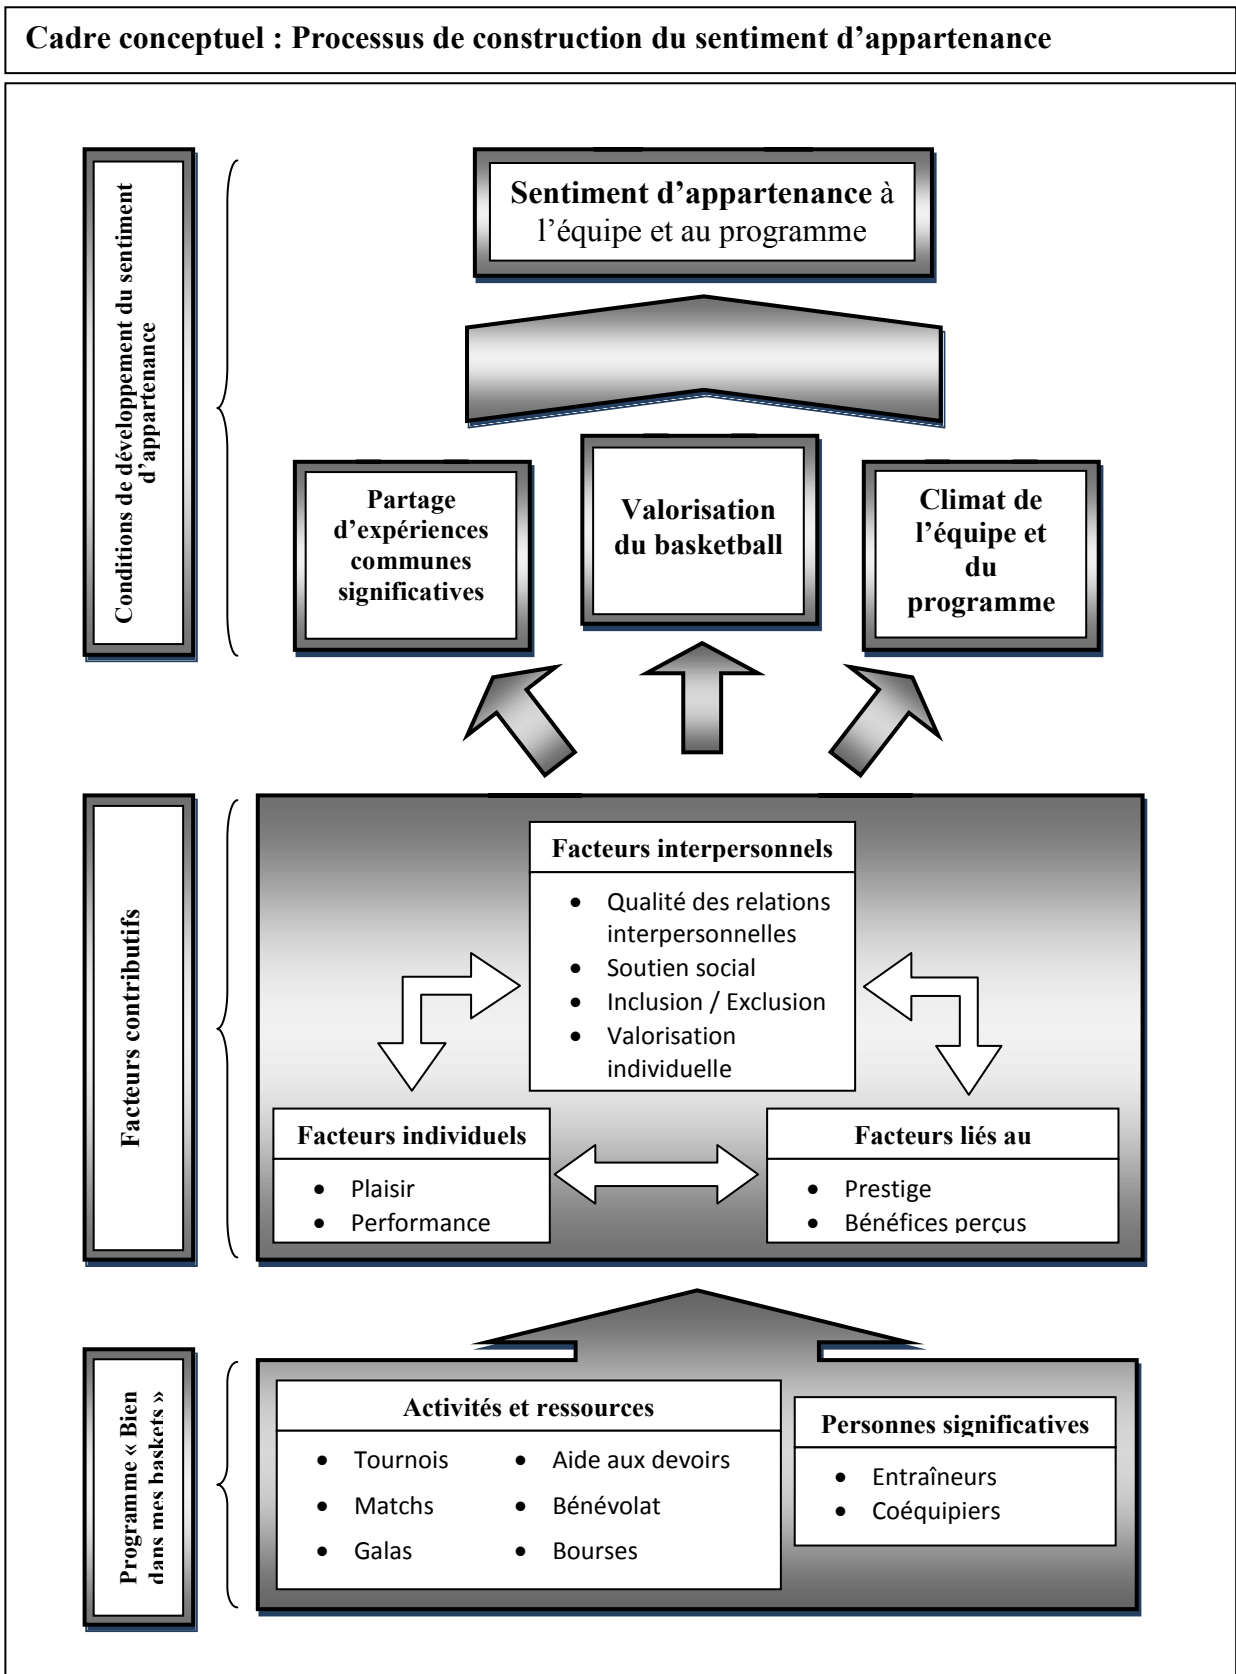 Cadre conceptuel : Processus de construction du sentiment d’appartenance
Conditions de développement du sentiment
d’appartenance
Sentiment d’appartenance à
l’équipe et au programme
Partage
d’expériences
communes
significatives
Valorisation
du basketball
Climat de
l’équipe et
du
programme
Facteurs contributifs
Facteurs interpersonnels
• Qualité des relations
interpersonnelles
• Soutien social
• Inclusion / Exclusion
• Valorisation
individuelle
Facteurs individuels
• Plaisir
• Performance
Facteurs liés au
• Prestige
• Bénéfices perçus
Programme « Bien
dans mes baskets »
Activités et ressources
• Tournois
• Matchs
• Galas
• Aide aux devoirs
• Bénévolat
• Bourses
Personnes significatives
• Entraîneurs
• Coéquipiers